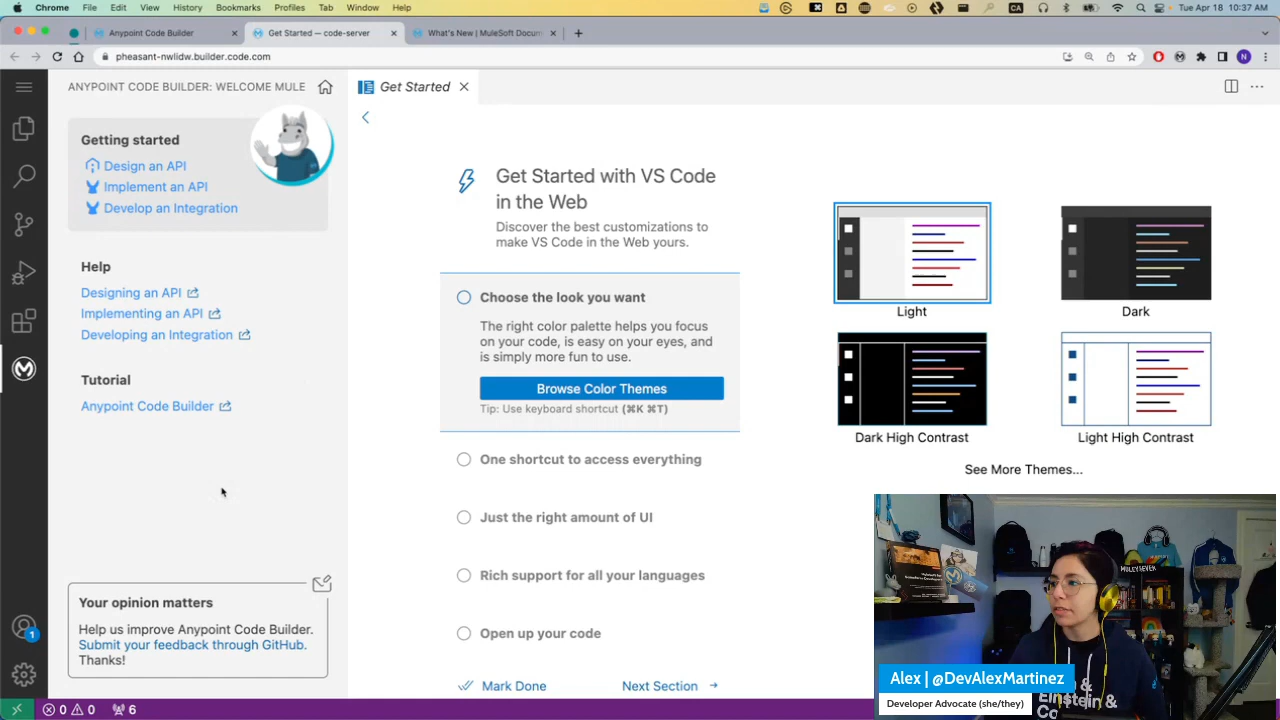 Chrome File Edit View History Bookmarks Profiles Tab Window Help
Tue Apr 18 10:37 AM
Anypoint Code Builder
Get Started — code-server
What's New | MuleSoft Docum
pheasant-nwlidw.builder.code.com
N
ANYPOINT CODE BUILDER: WELCOME MULE
Get Started
Getting started
Design an API
Implement an API
Develop an Integration
Help
Designing an API
Implementing an API
Developing an Integration
Tutorial
Anypoint Code Builder
Your opinion matters
Help us improve Anypoint Code Builder.
Submit your feedback through GitHub.
Thanks!
1
0 0 6
Get Started with VS Code
in the Web
Discover the best customizations to
make VS Code in the Web yours.
Choose the look you want
The right color palette helps you focus
on your code, is easy on your eyes, and
is simply more fun to use.
Browse Color Themes
Tip: Use keyboard shortcut (⌘K ⌘T)
One shortcut to access everything
Just the right amount of UI
Rich support for all your languages
Open up your code
Mark Done
Next Section
Light
Dark
Dark High Contrast
Light High Contrast
See More Themes...
Alex | @DevAlexMartinez
Developer Advocate (she/they)
Einstein &
Co